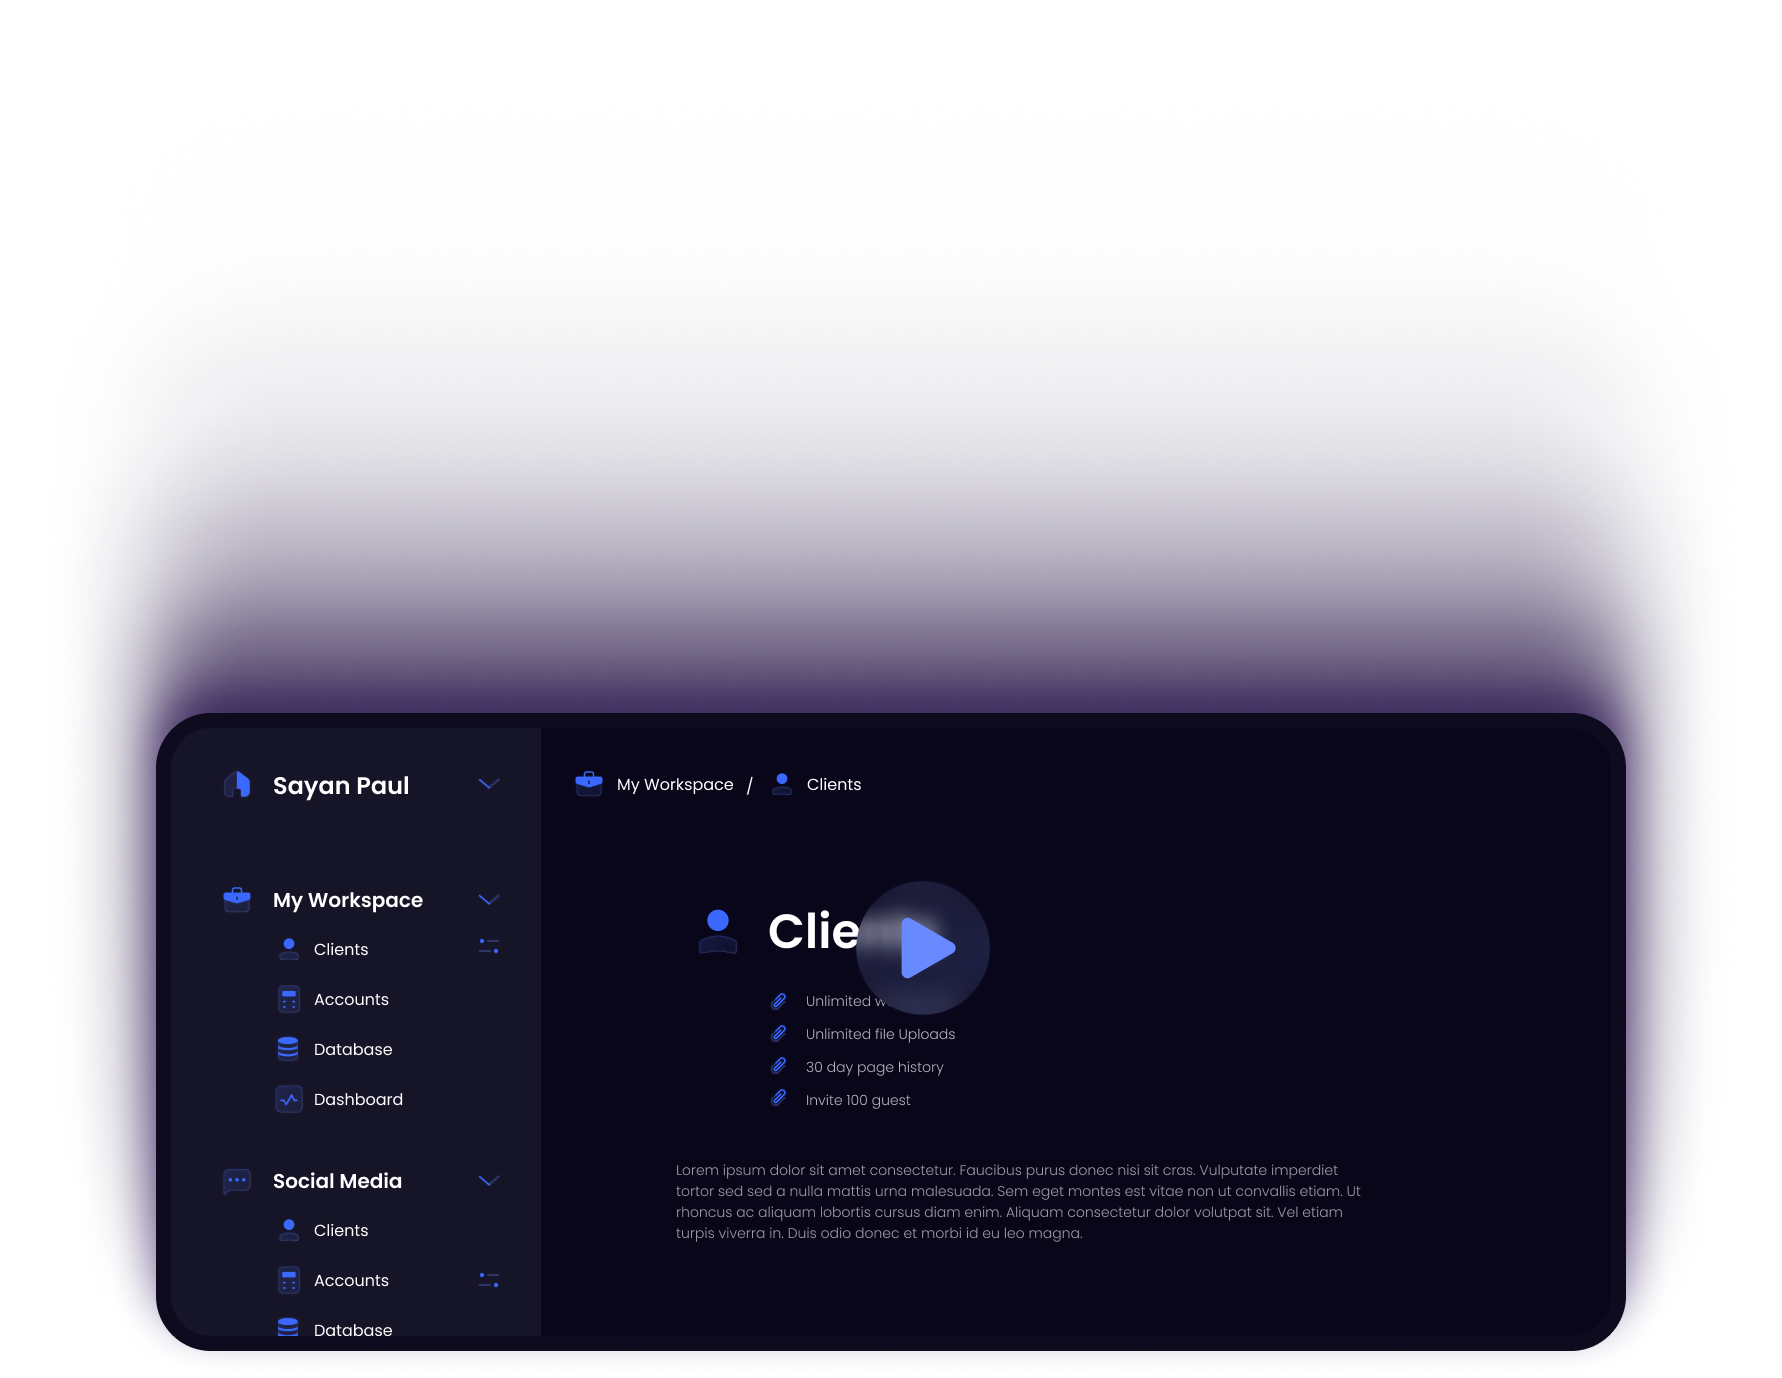 Sayan Paul
My Workspace
Clients
Accounts
Database
Dashboard
Social Media
Clients
Accounts
Database
My Workspace / Clients
Unlimited
Unlimited file Uploads
30 day page history
Invite 100 guest
Lorem ipsum dolor sit amet consectetur. Faucibus purus donec nisi sit cras. Vulputate imperdiet
tortor sed sed a nulla mattis urna malesuada. Sem eget montes est vitae non ut convallis etiam. Ut
rhoncus ac aliquam lobortis cursus diam enim. Aliquam consectetur dolor volutpat sit. Vel etiam
turpis viverra in. Duis odio donec et morbi id eu leo magna.